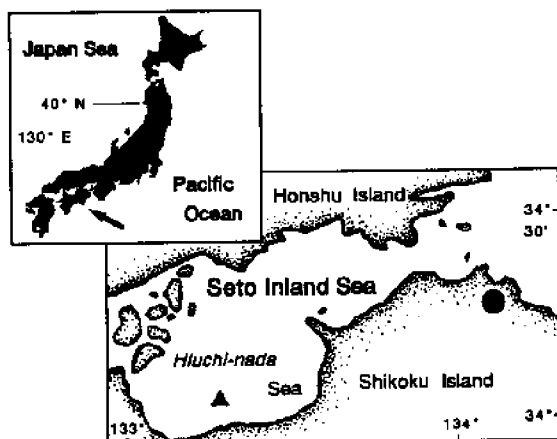 Japan Sea
40° N
130° E
Pacific
Ocean
Honshu Island
34°
30'
Seto Inland Sea
Hiuchi-nada
Sea
Shikoku Island
133°
134°
34°